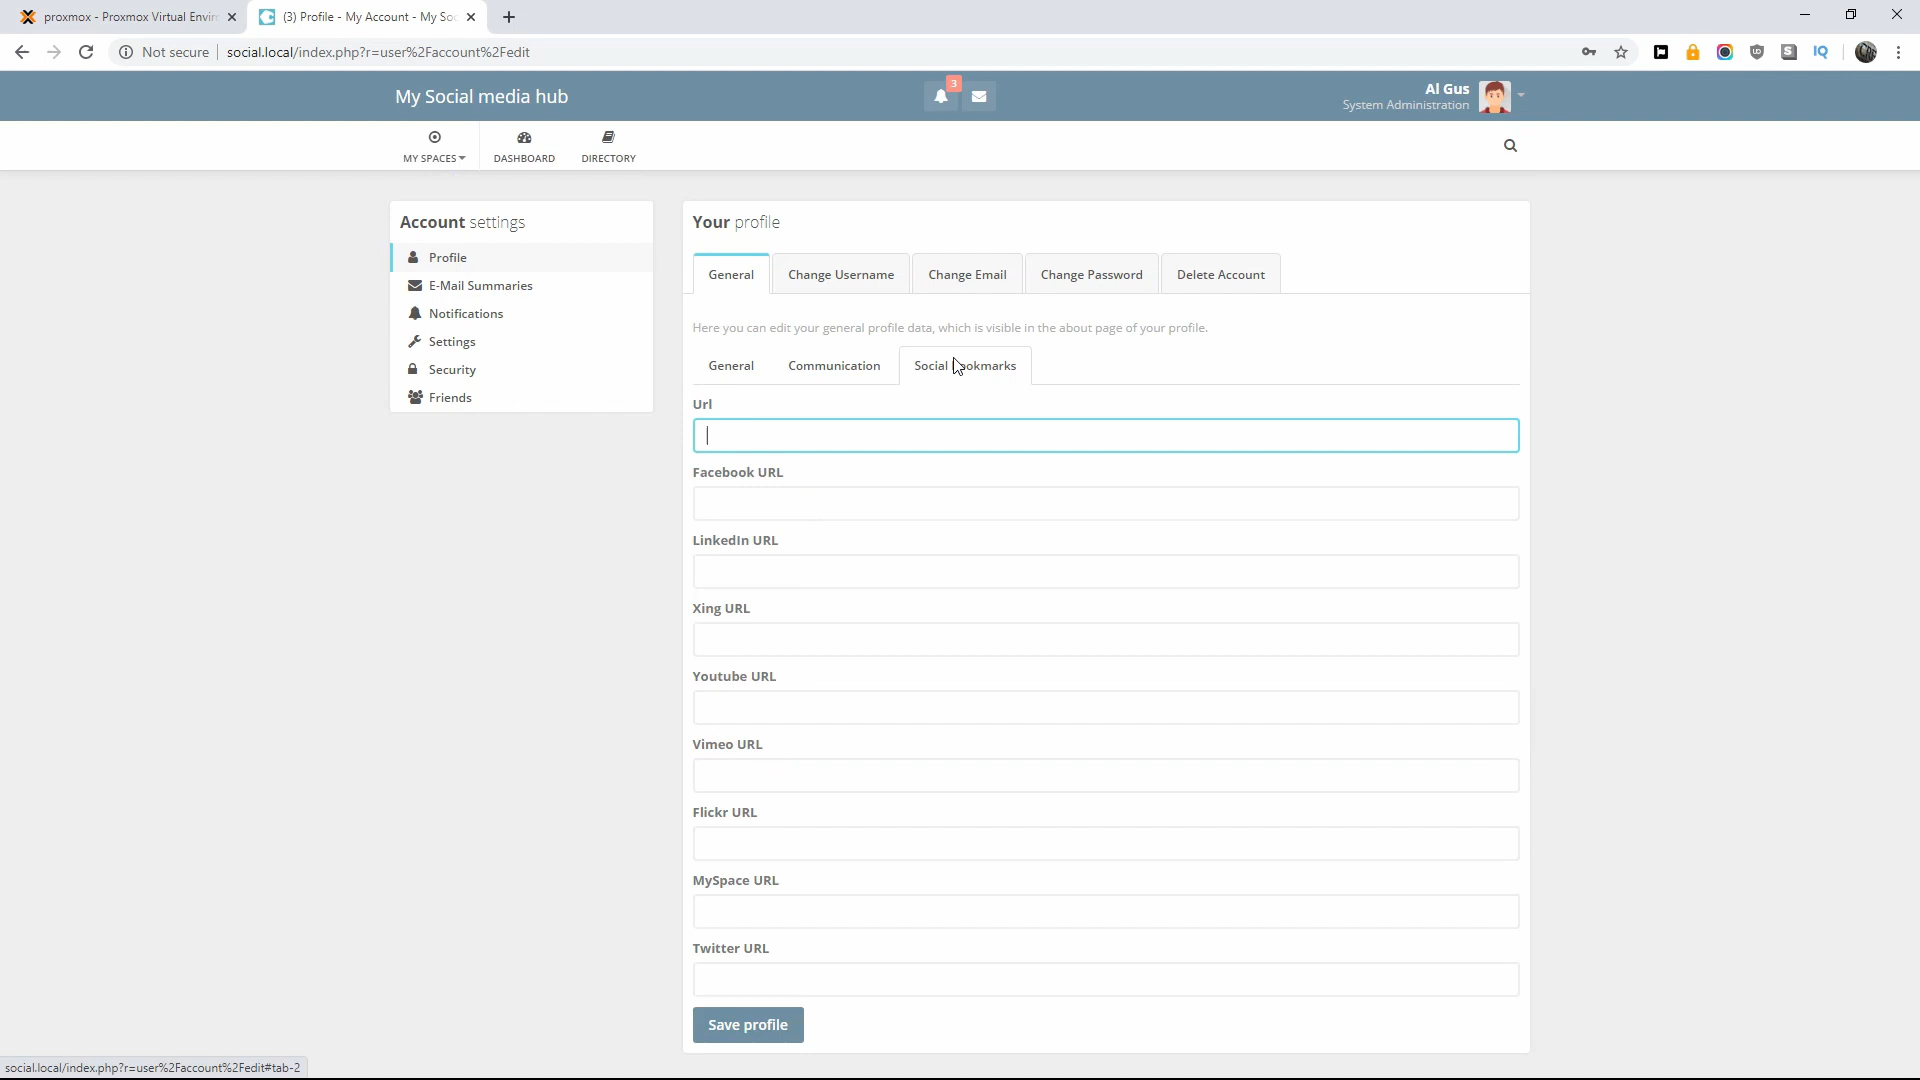 proxmox - Proxmox Virtual Envir
(3) Profile - My Account - My Soc
Not secure
social.local/index.php?r=user%2Faccount%2Fedit
My Social media hub
3
Al Gus
System Administration
MY SPACES
DASHBOARD
DIRECTORY
Account settings
Profile
E-Mail Summaries
Notifications
Settings
Security
Friends
Your profile
General
Change Username
Change Email
Change Password
Delete Account
Here you can edit your general profile data, which is visible in the about page of your profile.
General
Communication
Social ookmarks
Url
Facebook URL
LinkedIn URL
Xing URL
Youtube URL
Vimeo URL
Flickr URL
MySpace URL
Twitter URL
Save profile
social.local/index.php?r=user%2Faccount%2Fedit#tab-2